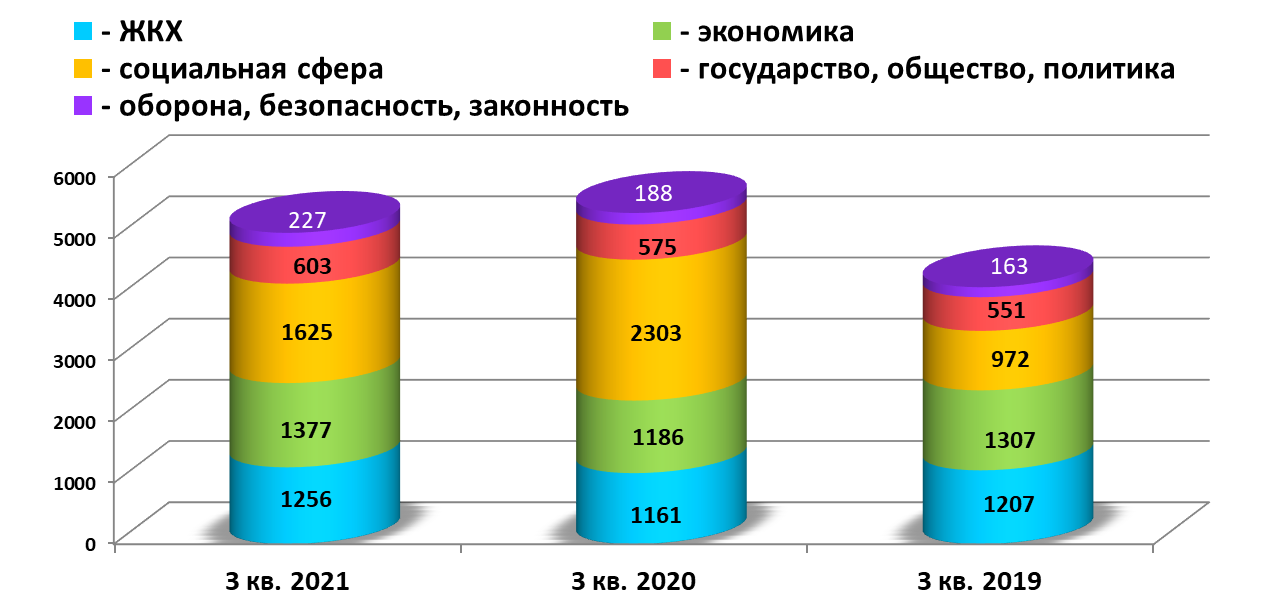 - ЖКХ
- экономика
- социальная сфера
- государство, общество, политика
- оборона, безопасность, законность
6000
5000
4000
3000
2000
1000
0
227
603
1625
1377
1256
188
575
2303
1186
1161
163
551
972
1307
1207
3 кв. 2021
3 кв. 2020
3 кв. 2019